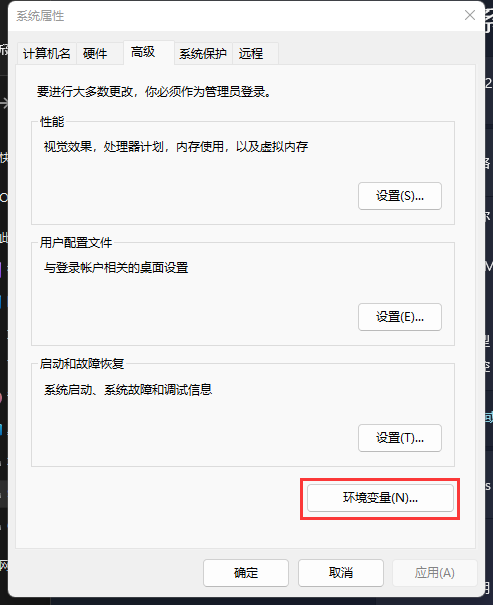 系统属性
计算机名 硬件 高级 系统保护 远程
要进行大多数更改，你必须作为管理员登录。
性能
视觉效果，处理器计划，内存使用，以及虚拟内存
设置(S)...
用户配置文件
与登录帐户相关的桌面设置
设置(E)...
启动和故障恢复
系统启动、系统故障和调试信息
设置(T)...
环境变量(N)...
确定 取消 应用(A)